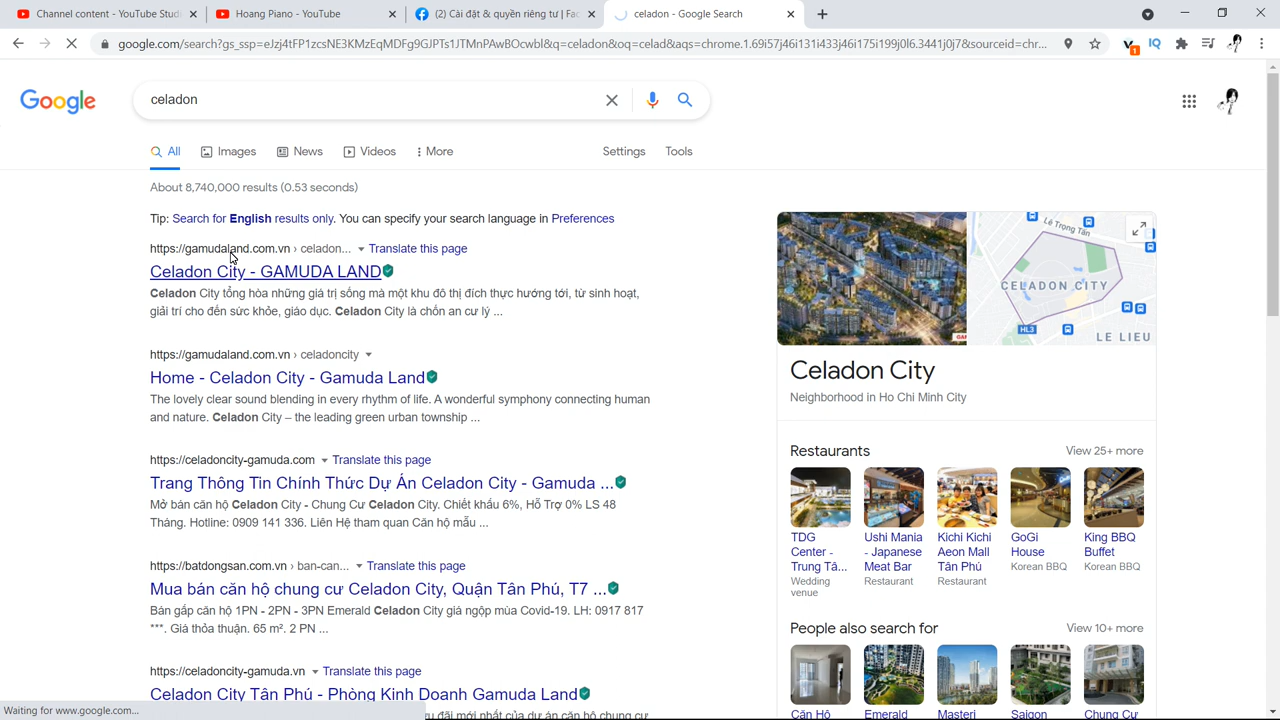 Content - YouTube Studi
Hoang Piano - YouTube
(2) Cài đặt & quyền riêng tư | Fac
celadon - Google Search
google.com/search?gs_ssp=eJzj4tFP1zcsNE3KMzEqMDFg9GJPTs1JTMnPAwBOcwbl&q=celadon&oq=celad&aqs=chrome.1.69i57j46i131i433j46i175i199j0l6.3441j0j7&sourceid=chr...
1
Google
celadon
All
Images
News
Videos
More
Settings
Tools
About 8,740,000 results (0.53 seconds)
Tip: Search for English results only. You can specify your search language in Preferences
https://gamudaland.com.vn › celadon... Translate this page
Celadon City - GAMUDA LAND
Celadon City tổng hòa những giá trị sống mà một khu đô thị đích thực hướng tới, từ sinh hoạt,
giải trí cho đến sức khỏe, giáo dục. Celadon City là chốn an cư lý ...
https://gamudaland.com.vn › celadoncity
Home - Celadon City - Gamuda Land
The lovely clear sound blending in every rhythm of life. A wonderful symphony connecting human
and nature. Celadon City – the leading green urban township ...
https://celadoncity-gamuda.com Translate this page
Trang Thông Tin Chính Thức Dự Án Celadon City - Gamuda ...
Mở bán căn hộ Celadon City - Chung Cư Celadon City. Chiết khấu 6%, Hỗ Trợ 0% LS 48
Tháng. Hotline: 0909 141 336. Liên Hệ tham quan Căn hộ mẫu ...
https://batdongsan.com.vn › ban-can... Translate this page
Mua bán căn hộ chung cư Celadon City, Quận Tân Phú, T7 ...
Bán gấp căn hộ 1PN - 2PN - 3PN Emerald Celadon City giá ngộp mùa Covid-19. LH: 0917 817
***. Giá thỏa thuận. 65 m². 2 PN ...
https://celadoncity-gamuda.vn Translate this page
Celadon City Tân Phú - Phòng Kinh Doanh Gamuda Land
ưu đãi mới nhất của dự án căn hộ chung cư
Waiting for www.google.com...
Lê Trọng Tấn
CELADON CITY
HL3
LE LIEU
Celadon City
Neighborhood in Ho Chi Minh City
Restaurants
View 25+ more
TDG
Center -
Trung Tâ...
Wedding
venue
Ushi Mania
- Japanese
Meat Bar
Restaurant
Kichi Kichi
Aeon Mall
Tân Phú
Restaurant
GoGi
House
Korean BBQ
King BBQ
Buffet
Korean BBQ
People also search for
View 10+ more
Căn Hộ
Emerald
Masteri
Saigon
Chung Cư